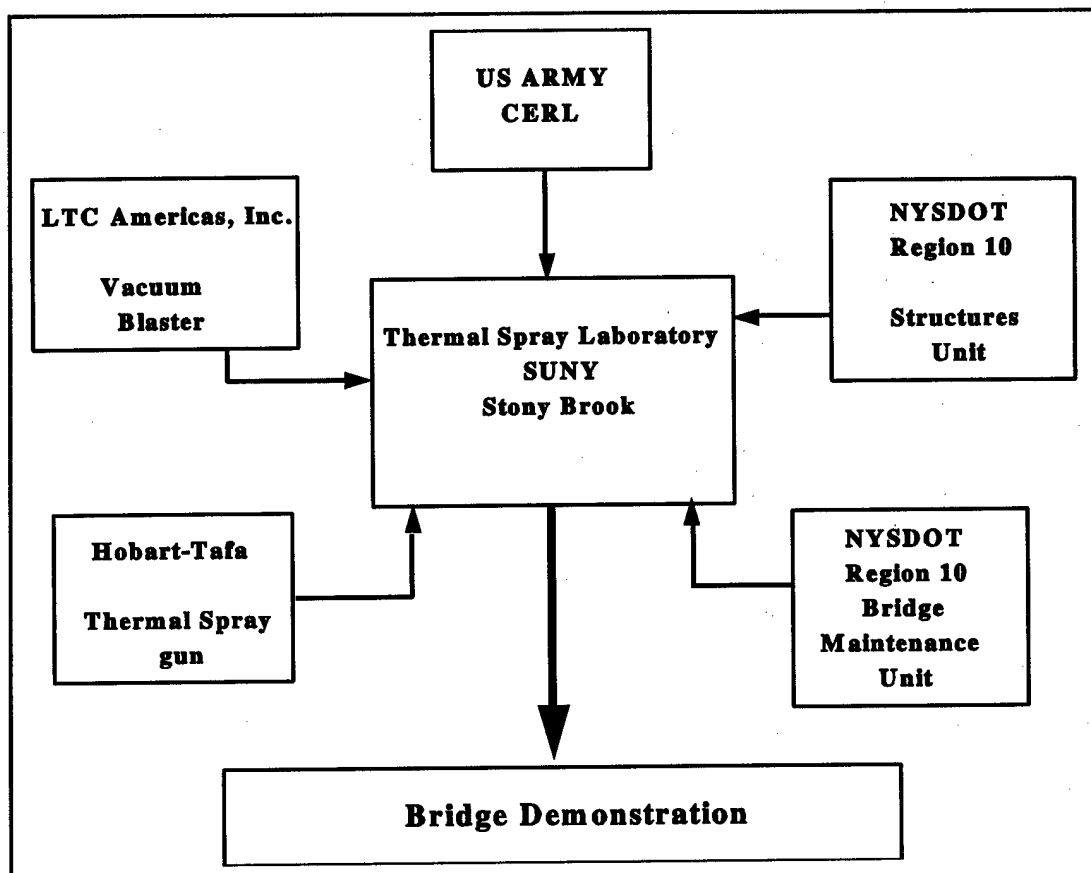 US ARMY
CERL
LTC Americas, Inc.
Vacuum
Blaster
NYSDOT
Region 10
Structures
Unit
Thermal Spray Laboratory
SUNY
Stony Brook
Hobart-Tafa
Thermal Spray
gun
NYSDOT
Region 10
Bridge
Maintenance
Unit
Bridge Demonstration